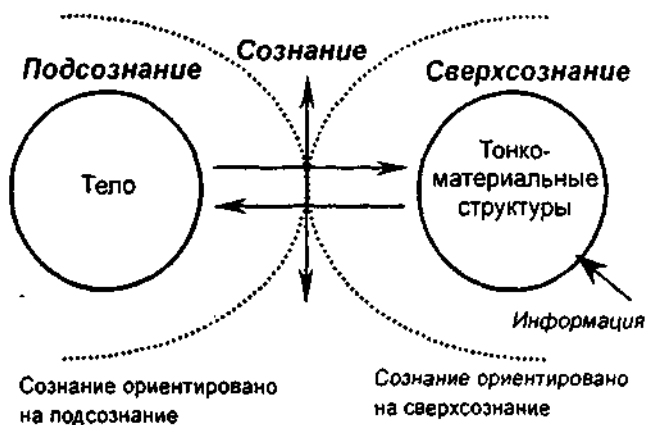 Сознание
Подсознание
Сверхсознание
Тело
Тонко-
материальные
структуры
Информация
Сознание ориентировано
на подсознание
Сознание ориентировано
на сверхсознание